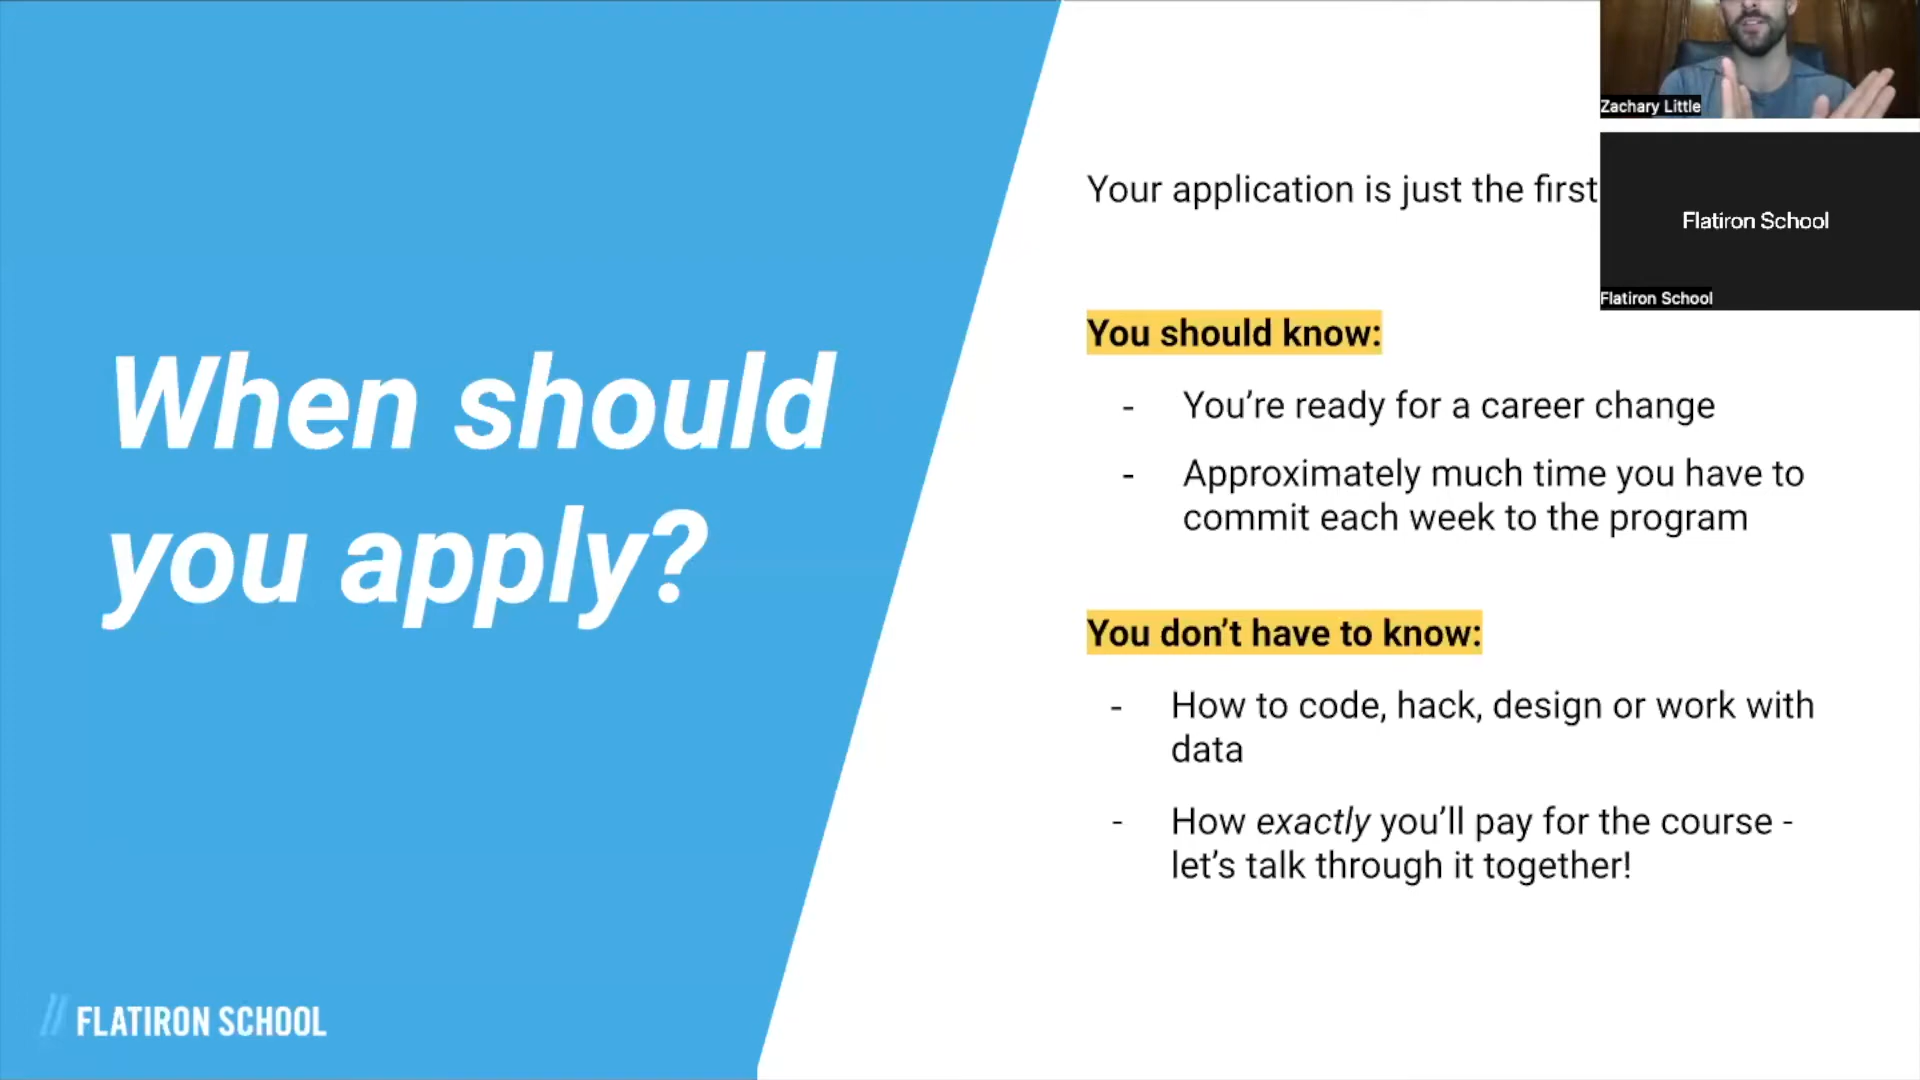 When should
you apply?
// FLATIRON SCHOOL
Your application is just the first
You should know:
- You’re ready for a career change
- Approximately much time you have to
commit each week to the program
You don’t have to know:
- How to code, hack, design or work with
data
- How exactly you’ll pay for the course -
let’s talk through it together!
Zachary Little
Flatiron School
Flatiron School